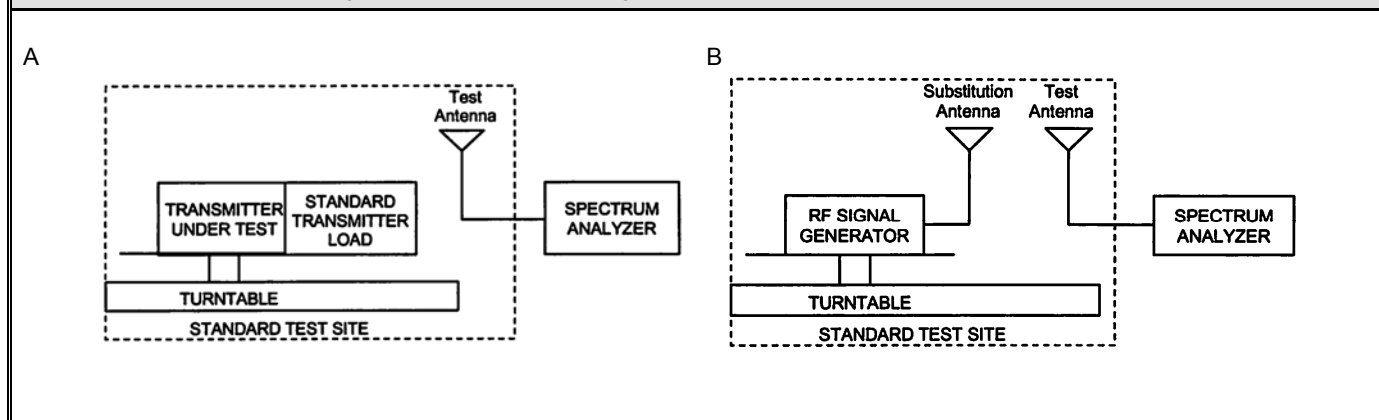 A
Test
Antenna
TRANSMITTER
UNDER TEST
STANDARD
TRANSMITTER
LOAD
SPECTRUM
ANALYZER
TURNTABLE
STANDARD TEST SITE
B
Substitution
Antenna
Test
Antenna
RF SIGNAL
GENERATOR
SPECTRUM
ANALYZER
TURNTABLE
STANDARD TEST SITE